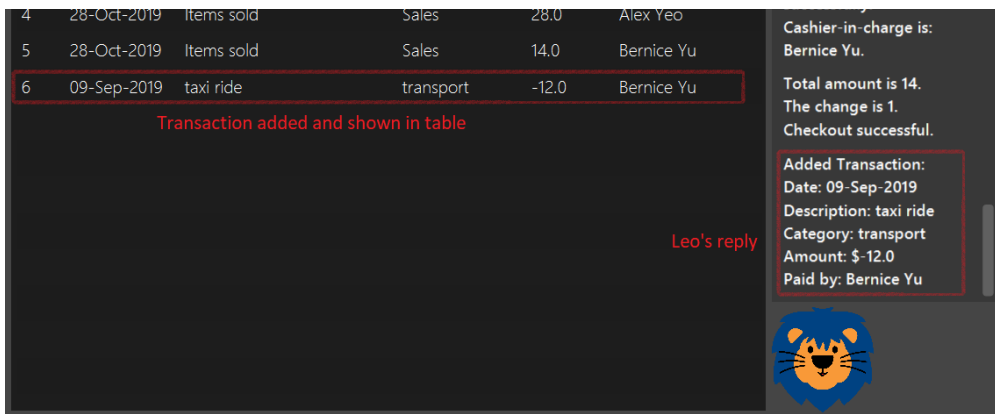 4 28-Oct-2019 Items sold Sales 28.0 Alex Yeo
5 28-Oct-2019 Items sold Sales 14.0 Bernice Yu
6 09-Sep-2019 taxi ride transport -12.0 Bernice Yu
Transaction added and shown in table
Cashier-in-charge is:
Bernice Yu.
Total amount is 14.
The change is 1.
Checkout successful.
Added Transaction:
Date: 09-Sep-2019
Description: taxi ride
Category: transport
Amount: $-12.0
Paid by: Bernice Yu
Leo's reply